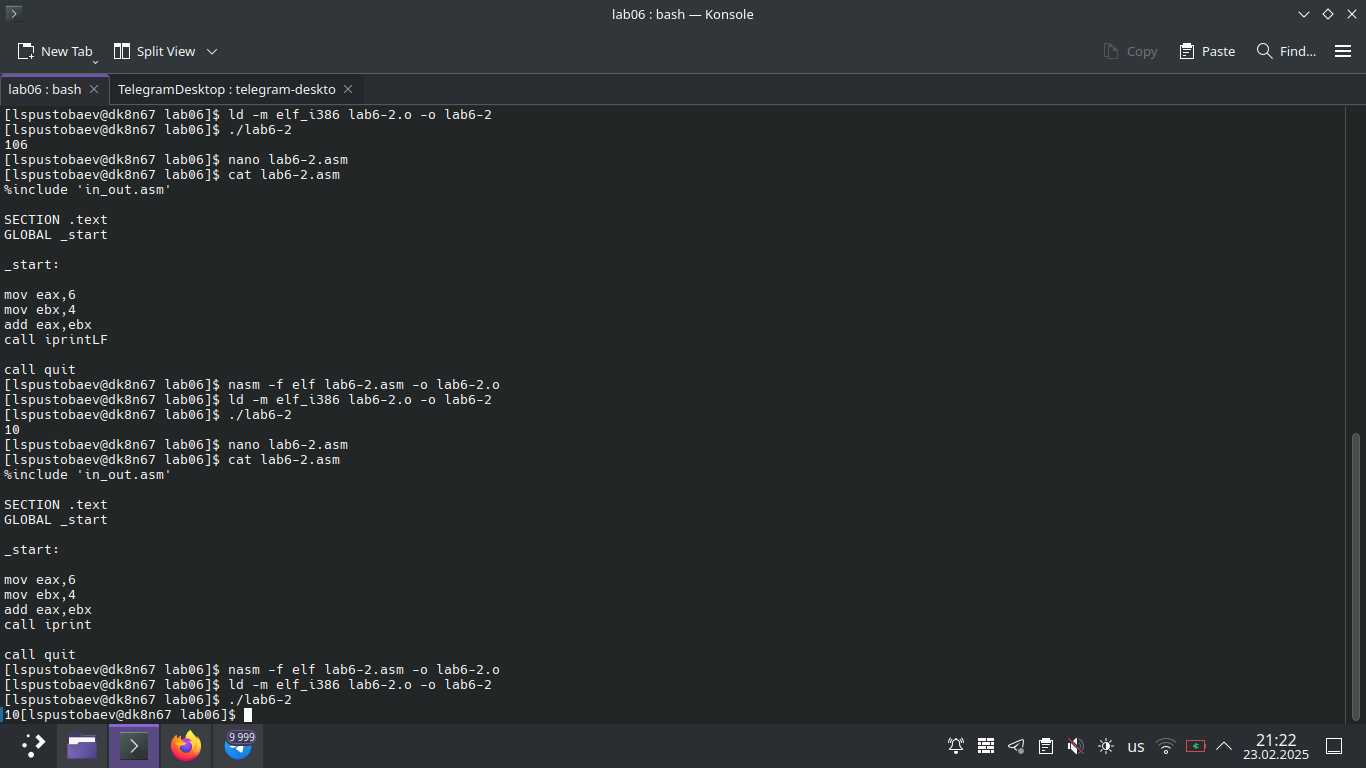 lab06 : bash — Konsole
New Tab
Split View
Copy
Paste
Find...
lab06 : bash
TelegramDesktop : telegram-deskto
[lspustobaev@dk8n67 lab06]$ ld -m elf_i386 lab6-2.o -o lab6-2
[lspustobaev@dk8n67 lab06]$ ./lab6-2
106
[lspustobaev@dk8n67 lab06]$ nano lab6-2.asm
[lspustobaev@dk8n67 lab06]$ cat lab6-2.asm
%include 'in_out.asm'
SECTION .text
GLOBAL _start
_start:
mov eax,6
mov ebx,4
add eax,ebx
call iprintLF
call quit
[lspustobaev@dk8n67 lab06]$ nasm -f elf lab6-2.asm -o lab6-2.o
[lspustobaev@dk8n67 lab06]$ ld -m elf_i386 lab6-2.o -o lab6-2
[lspustobaev@dk8n67 lab06]$ ./lab6-2
10
[lspustobaev@dk8n67 lab06]$ nano lab6-2.asm
[lspustobaev@dk8n67 lab06]$ cat lab6-2.asm
%include 'in_out.asm'
SECTION .text
GLOBAL _start
_start:
mov eax,6
mov ebx,4
add eax,ebx
call iprint
call quit
[lspustobaev@dk8n67 lab06]$ nasm -f elf lab6-2.asm -o lab6-2.o
[lspustobaev@dk8n67 lab06]$ ld -m elf_i386 lab6-2.o -o lab6-2
[lspustobaev@dk8n67 lab06]$ ./lab6-2
10[lspustobaev@dk8n67 lab06]$
9 999
us
21:22
23.02.2025